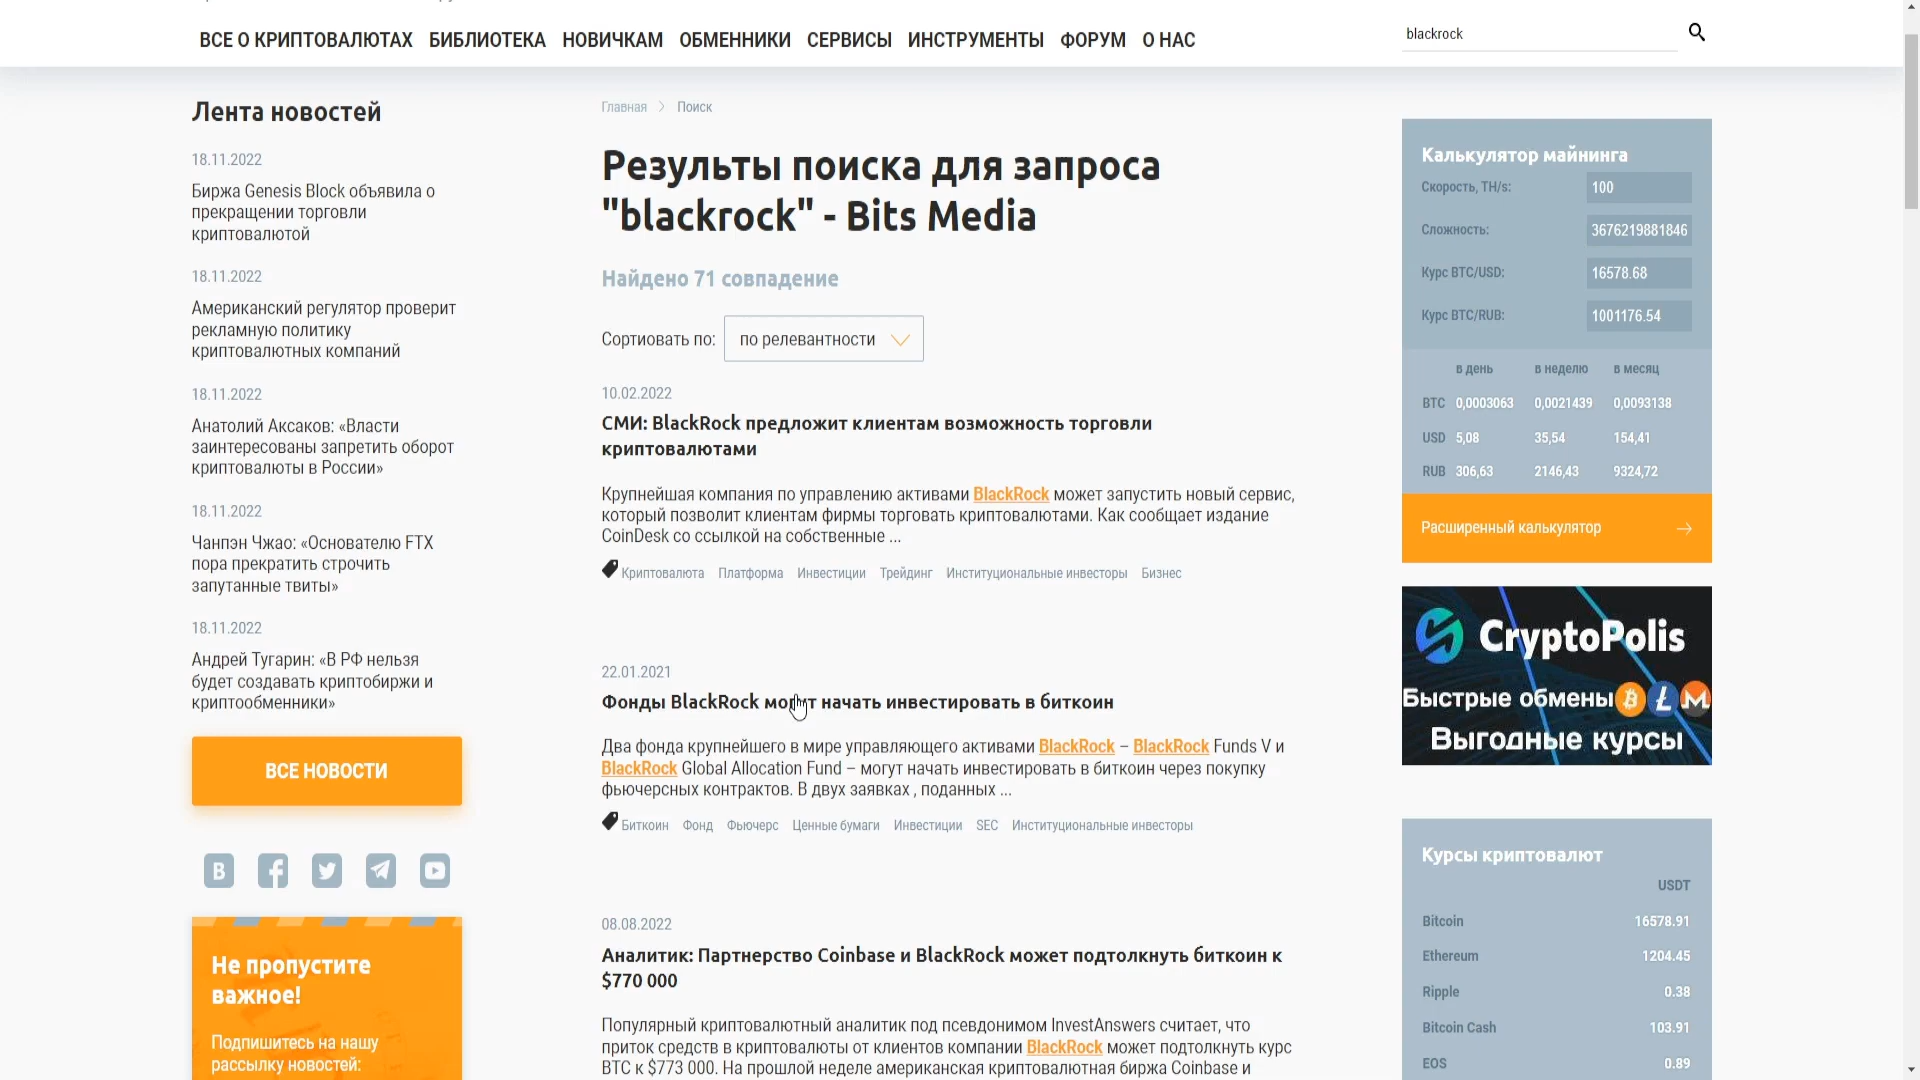 ВСЕ О КРИПТОВАЛЮТАХ БИБЛИОТЕКА НОВИЧКАМ ОБМЕННИКИ СЕРВИСЫ ИНСТРУМЕНТЫ ФОРУМ О НАС
blackrock
Лента новостей
18.11.2022
Биржа Genesis Block объявила о
прекращении торговли
криптовалютой
18.11.2022
Американский регулятор проверит
рекламную политику
криптовалютных компаний
18.11.2022
Анатолий Аксаков: «Власти
заинтересованы запретить оборот
криптовалюты в России»
18.11.2022
Чанпэн Чжао: «Основателю FTX
пора прекратить строчить
запутанные твиты»
18.11.2022
Андрей Тугарин: «В РФ нельзя
будет создавать криптобиржи и
криптообменники»
ВСЕ НОВОСТИ
Не пропустите
важное!
Подпишитесь на нашу
рассылку новостей:
Главная Поиск
Результы поиска для запроса
"blackrock" - Bits Media
Найдено 71 совпадение
Сортиовать по: по релевантности
10.02.2022
СМИ: BlackRock предложит клиентам возможность торговли
криптовалютами
Крупнейшая компания по управлению активами BlackRock может запустить новый сервис,
который позволит клиентам фирмы торговать криптовалютами. Как сообщает издание
CoinDesk со ссылкой на собственные ...
Криптовалюта Платформа Инвестиции Трейдинг Институциональные инвесторы Бизнес
22.01.2021
Фонды BlackRock могут начать инвестировать в биткоин
Два фонда крупнейшего в мире управляющего активами BlackRock – BlackRock Funds V и
BlackRock Global Allocation Fund – могут начать инвестировать в биткоин через покупку
фьючерсных контрактов. В двух заявках , поданных ...
Биткоин Фонд Фьючерс Ценные бумаги Инвестиции SEC Институциональные инвесторы
08.08.2022
Аналитик: Партнерство Coinbase и BlackRock может подтолкнуть биткоин к
$770 000
Популярный криптовалютный аналитик под псевдонимом InvestAnswers считает, что
приток средств в криптовалюты от клиентов компании BlackRock может подтолкнуть курс
BTC к $773 000. На прошлой неделе американская криптовалютная биржа Coinbase и
Калькулятор майнинга
Скорость, TH/s: 100
Сложность: 3676219881846
Курс BTC/USD: 16578.68
Курс BTC/RUB: 1001176.54
в день в неделю в месяц
BTC 0,0003063 0,0021439 0,0093138
USD 5,08 35,54 154,41
RUB 306,63 2146,43 9324,72
Расширенный калькулятор
CryptoPolis
Быстрые обмены
Выгодные курсы
Курсы криптовалют
USDT
Bitcoin 16578.91
Ethereum 1204.45
Ripple 0.38
Bitcoin Cash 103.91
EOS 0.89